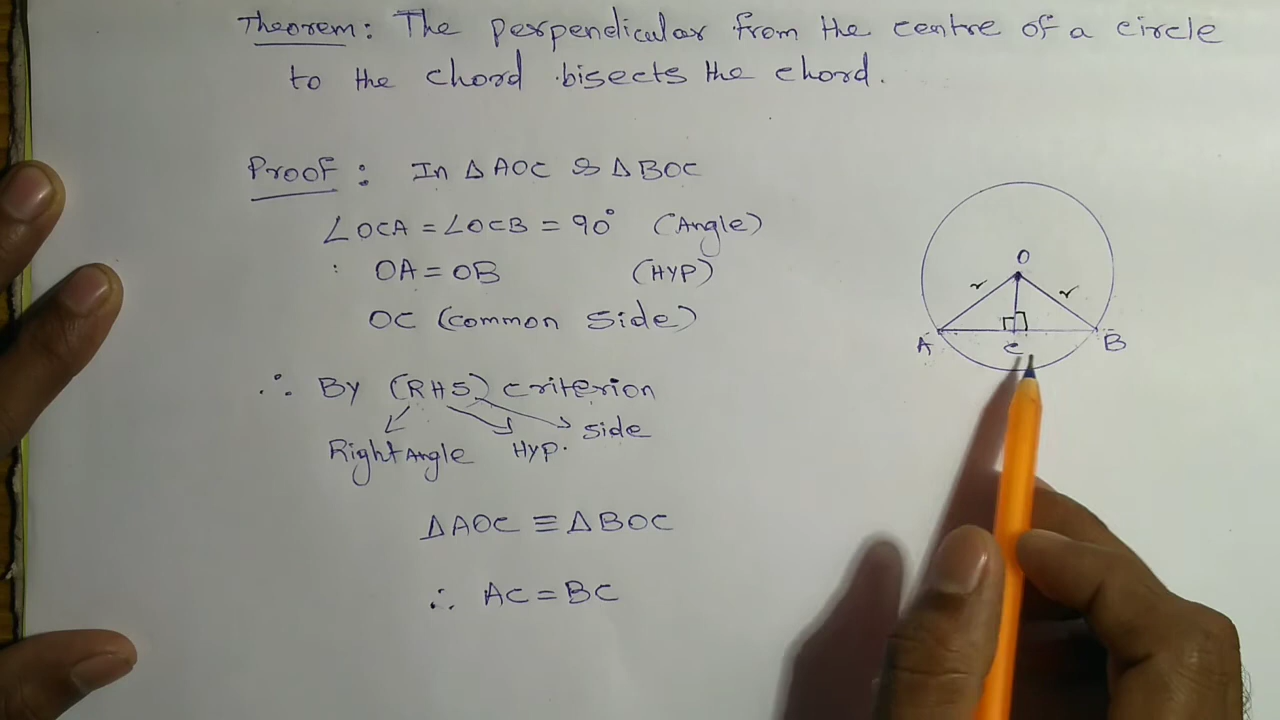 Theorem: The perpendicular from the centre of a circle
to the chord bisects the chord.
Proof: In ΔAOC & ΔBOC
∠OCA = ∠OCB = 90° (Angle)
: OA = OB (HYP)
OC (common side)
∴ By (RHS) criterion
Right Angle Hyp. side
ΔAOC ≡ ΔBOC
∴ AC = BC
O
r r
A C B